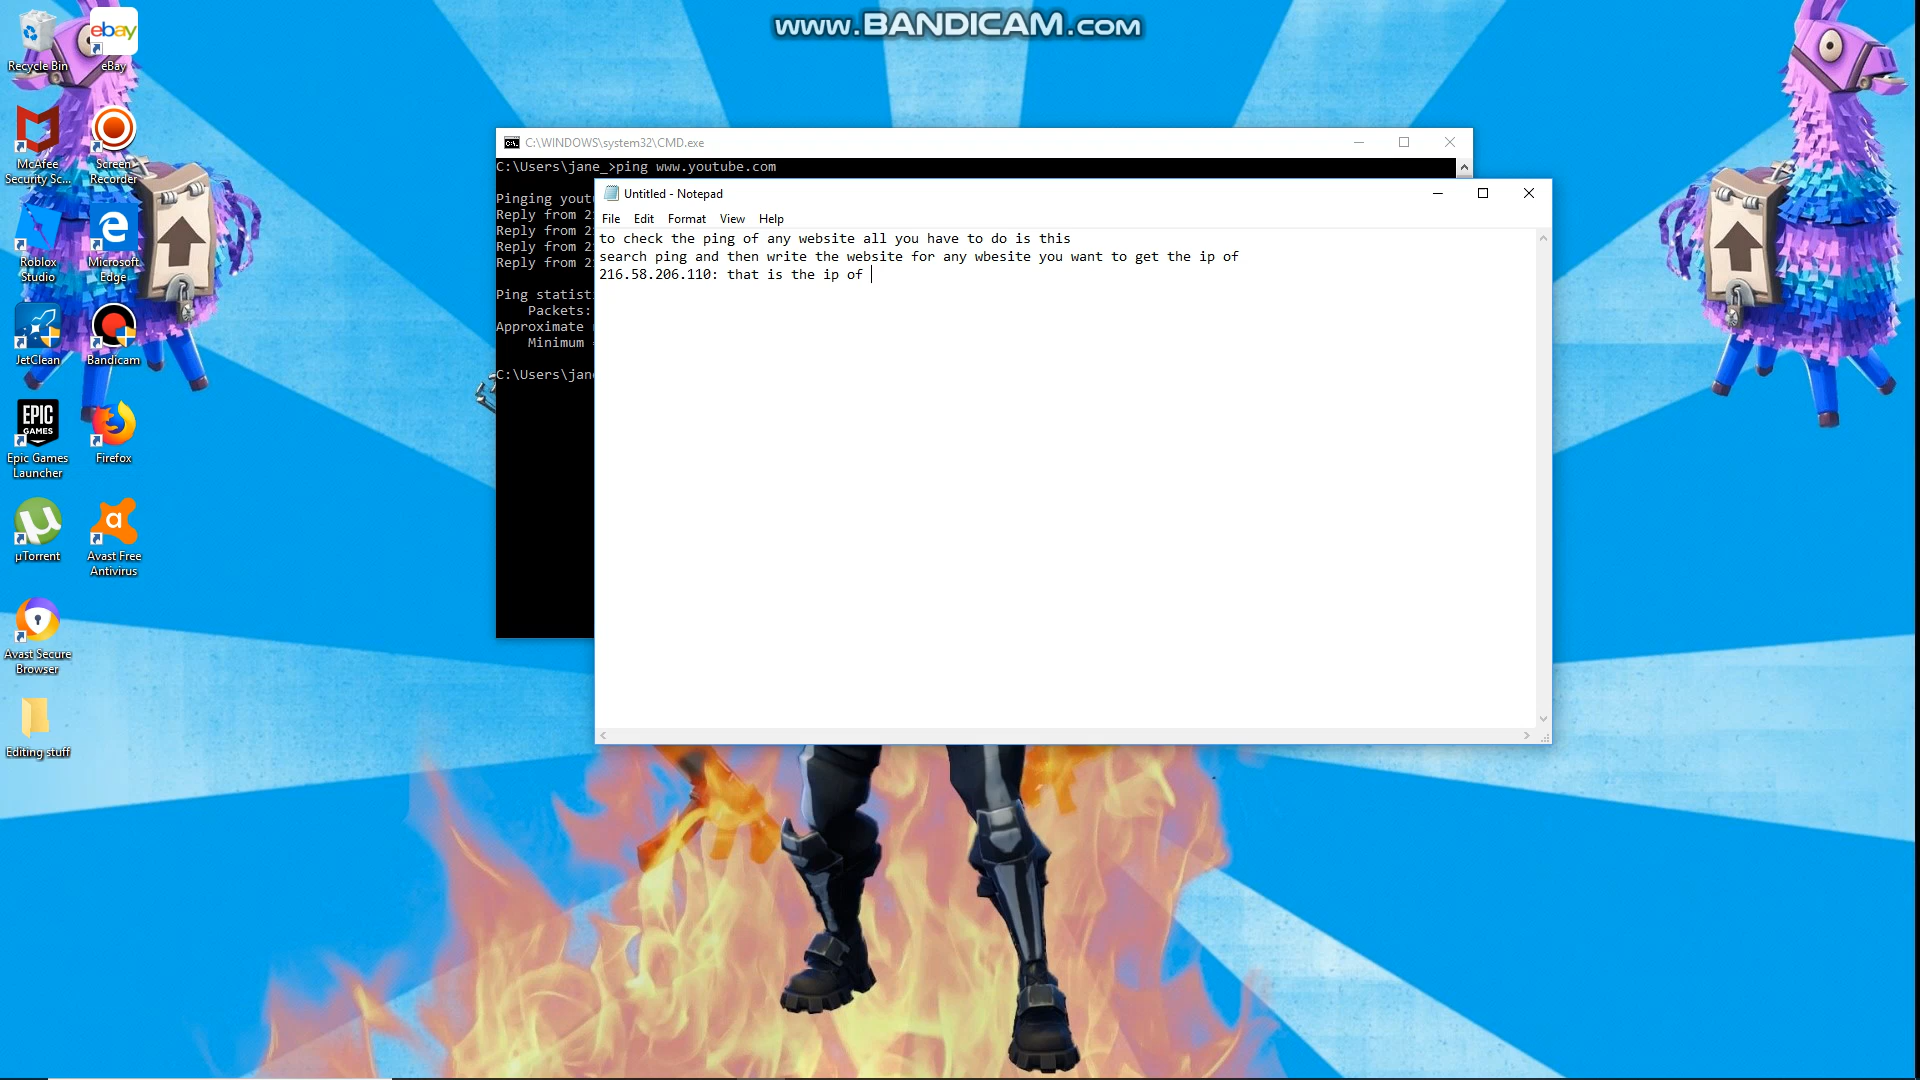 www.BANDICAM.com
Recycle Bin
ebay
eBay
McAfee
Security Sc...
Screen
Recorder
Roblox
Studio
Microsoft
Edge
JetClean
Bandicam
EPIC
GAMES
Epic Games
Launcher
Firefox
µTorrent
Avast Free
Antivirus
Avast Secure
Browser
Editing stuff
C:\WINDOWS\system32\CMD.exe
C:\Users\jane_>ping www.youtube.com
Pinging
Reply from 2
Reply from 2
Reply from 2
Reply from 2
Ping
Packets:
Approximate
Minimum
C:\Users\jan
Untitled - Notepad
File Edit Format View Help
to check the ping of any website all you have to do is this
search ping and then write the website for any wbesite you want to get the ip of
216.58.206.110: that is the ip of